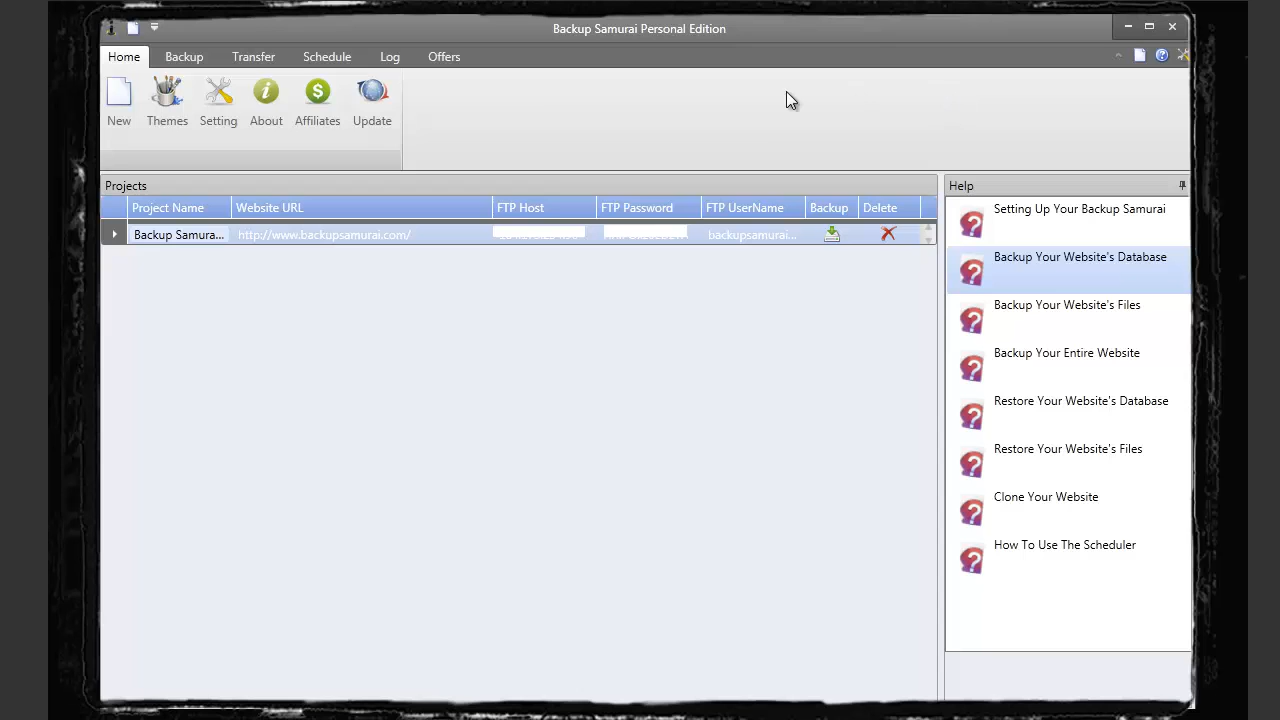 Backup Samurai Personal Edition
Home Backup Transfer Schedule Log Offers
New Themes Setting About Affiliates Update
Projects
Project Name Website URL FTP Host FTP Password FTP UserName Backup Delete
Backup Samura... http://www.backupsamurai.com/ backupsamurai...
Help
Setting Up Your Backup Samurai
Backup Your Website's Database
Backup Your Website's Files
Backup Your Entire Website
Restore Your Website's Database
Restore Your Website's Files
Clone Your Website
How To Use The Scheduler